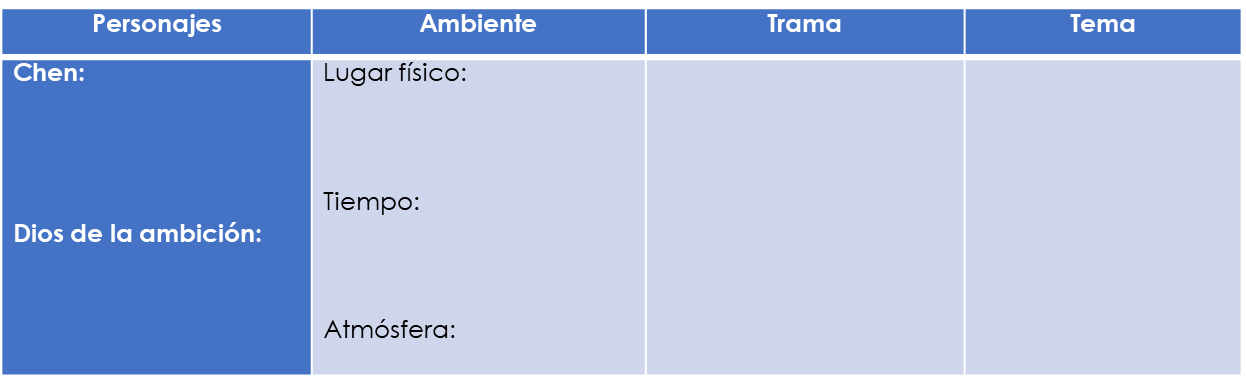 Personajes
Ambiente
Trama
Tema
Chen:
Dios de la ambición:
Lugar físico:
Tiempo:
Atmósfera: